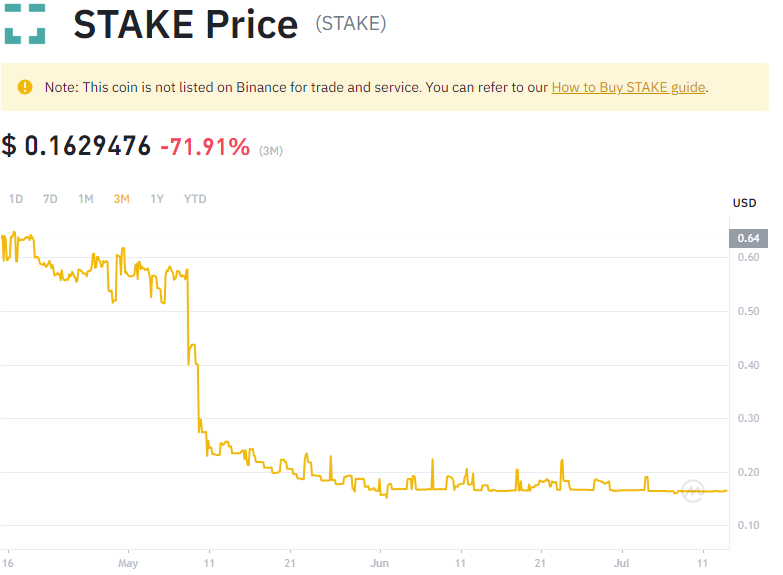 STAKE Price (STAKE)
Note: This coin is not listed on Binance for trade and service. You can refer to our How to Buy STAKE guide.
$ 0.1629476 -71.91% (3M)
1D 7D 1M 3M 1Y YTD
USD
0.64
0.60
0.50
0.40
0.30
0.20
0.10
16 May 11 21 Jun 11 21 Jul 11